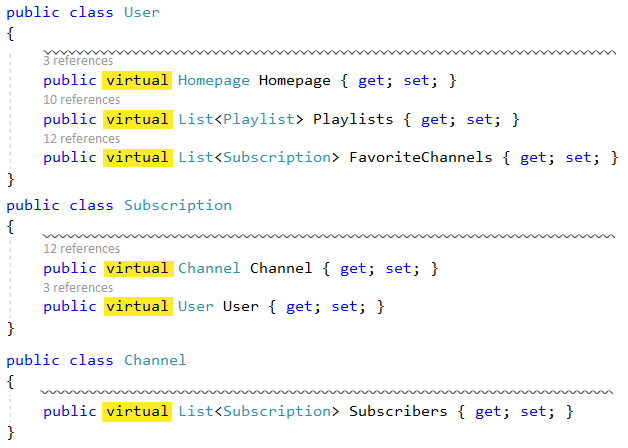 public class User
{
3 references
public virtual Homepage Homepage { get; set; }
10 references
public virtual List<Playlist> Playlists { get; set; }
12 references
public virtual List<Subscription> FavoriteChannels { get; set; }
}
public class Subscription
{
12 references
public virtual Channel Channel { get; set; }
3 references
public virtual User User { get; set; }
}
public class Channel
{
public virtual List<Subscription> Subscribers { get; set; }
}